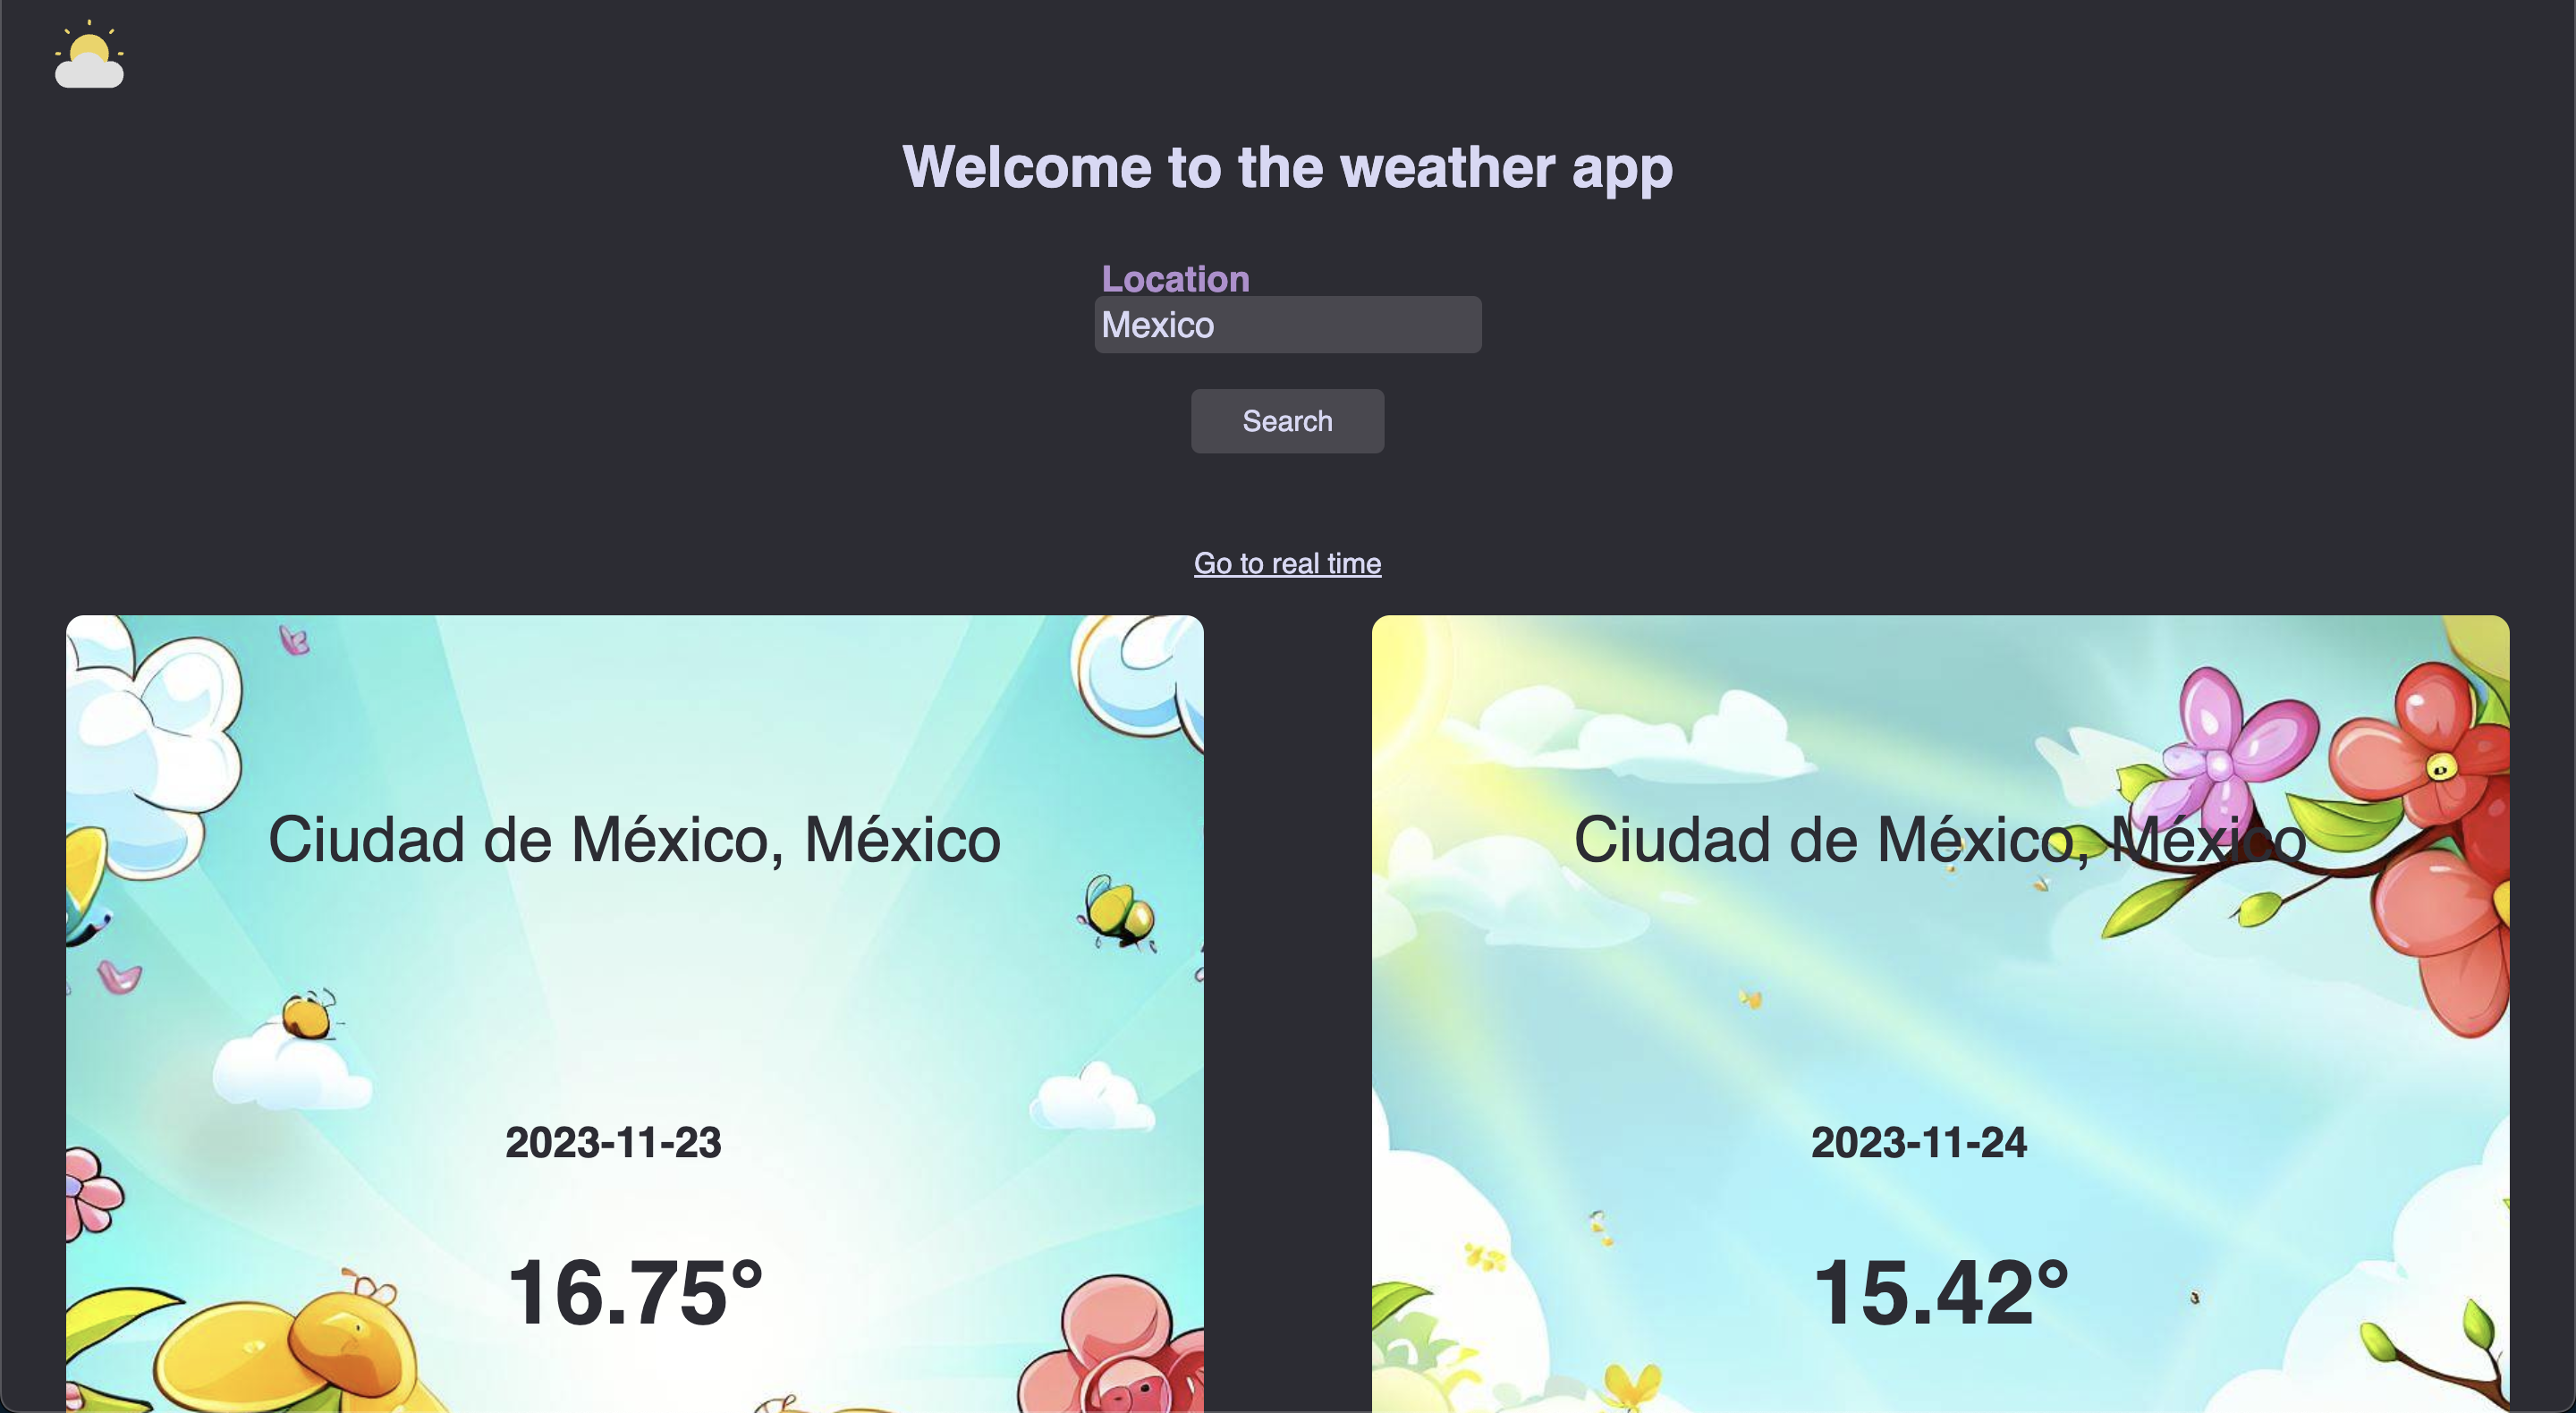 Welcome to the weather app
Location
Mexico
Search
Go to real time
Ciudad de México, México
2023-11-23
16.75°
Ciudad de México, México
2023-11-24
15.42°